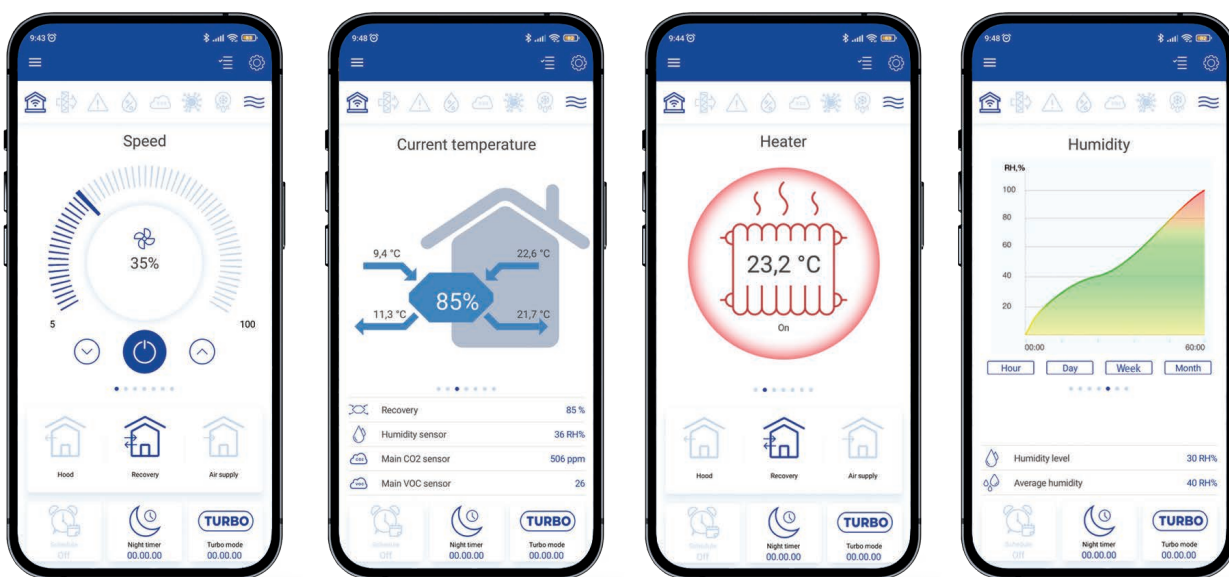 9:43
Speed
35%
5
100
Hood
Recovery
Air supply
Schedule
Off
Night timer
00.00.00
TURBO
Turbo mode
00.00.00
9:48
Current temperature
9,4 °C
22,6 °C
85%
11,3 °C
21,7 °C
Recovery 85 %
Humidity sensor 36 RH%
CO2
Main CO2 sensor 506 ppm
VOC
Main VOC sensor 26
Schedule
Off
Night timer
00.00.00
TURBO
Turbo mode
00.00.00
9:44
Heater
23,2 °C
On
Hood
Recovery
Air supply
Schedule
Off
Night timer
00.00.00
TURBO
Turbo mode
00.00.00
9:48
Humidity
RH,%
100
80
60
40
20
00:00
60:00
Hour Day Week Month
Humidity level 30 RH%
Average humidity 40 RH%
Schedule
Off
Night timer
00.00.00
TURBO
Turbo mode
00.00.00